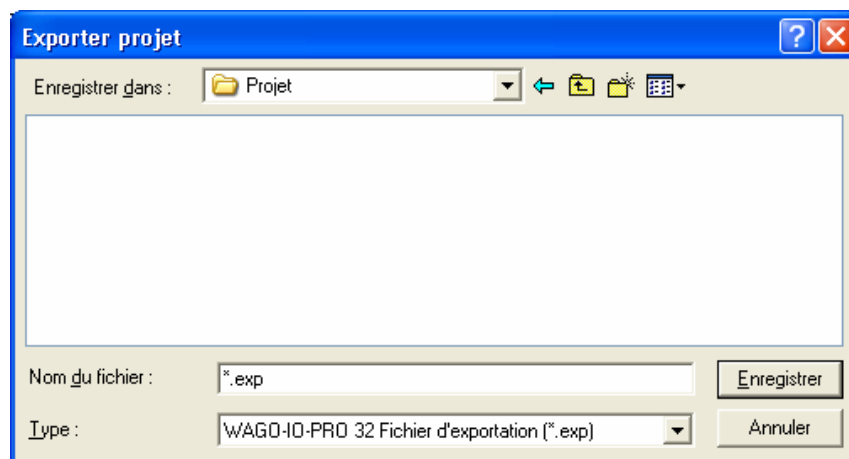 Exporter projet
Enregistrer dans : Projet
Nom du fichier : *.exp Enregistrer
Type : WAGO-IO-PRO 32 Fichier d'exportation (*.exp) Annuler